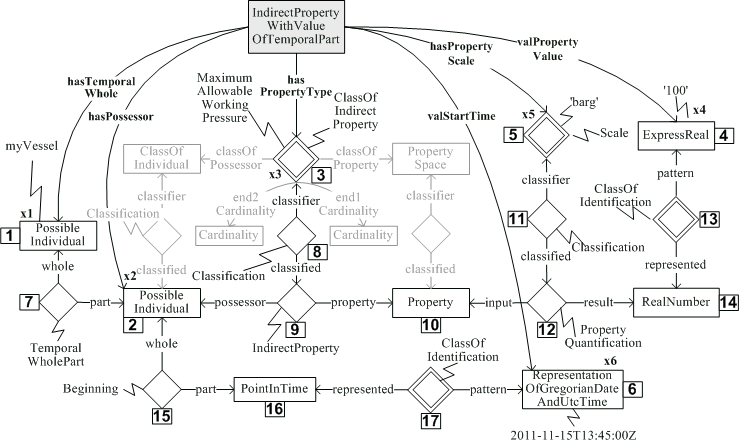 IndirectProperty
WithValue
OfTemporalPart
hasTemporal
Whole
hasPossessor
has
PropertyType
valStartTime
hasProperty
Scale
valProperty
Value
Maximum
Allowable
Working
Pressure
ClassOf
Indirect
Property
myVessel
x1
Possible
Individual
1
ClassOf
Individual
classOf
Possessor
x3
3
classOf
Property
Property
Space
'barg'
x5
5
Scale
'100'
x4
ExpressReal
4
classifier
Classification
classified
end2
Cardinality
end1
Cardinality
Cardinality
Cardinality
classifier
8
Classification
classified
classifier
classified
classifier
11
Classification
classified
pattern
ClassOf
Identification
13
represented
whole
7
part
Temporal
WholePart
x2
Possible
Individual
2
possessor
9
IndirectProperty
property
Property
10
input
12
Property
Quantification
result
RealNumber
14
whole
Beginning
15
part
PointInTime
16
represented
ClassOf
Identification
17
pattern
x6
Representation
OfGregorianDate
AndUtcTime
6
2011-11-15T13:45:00Z